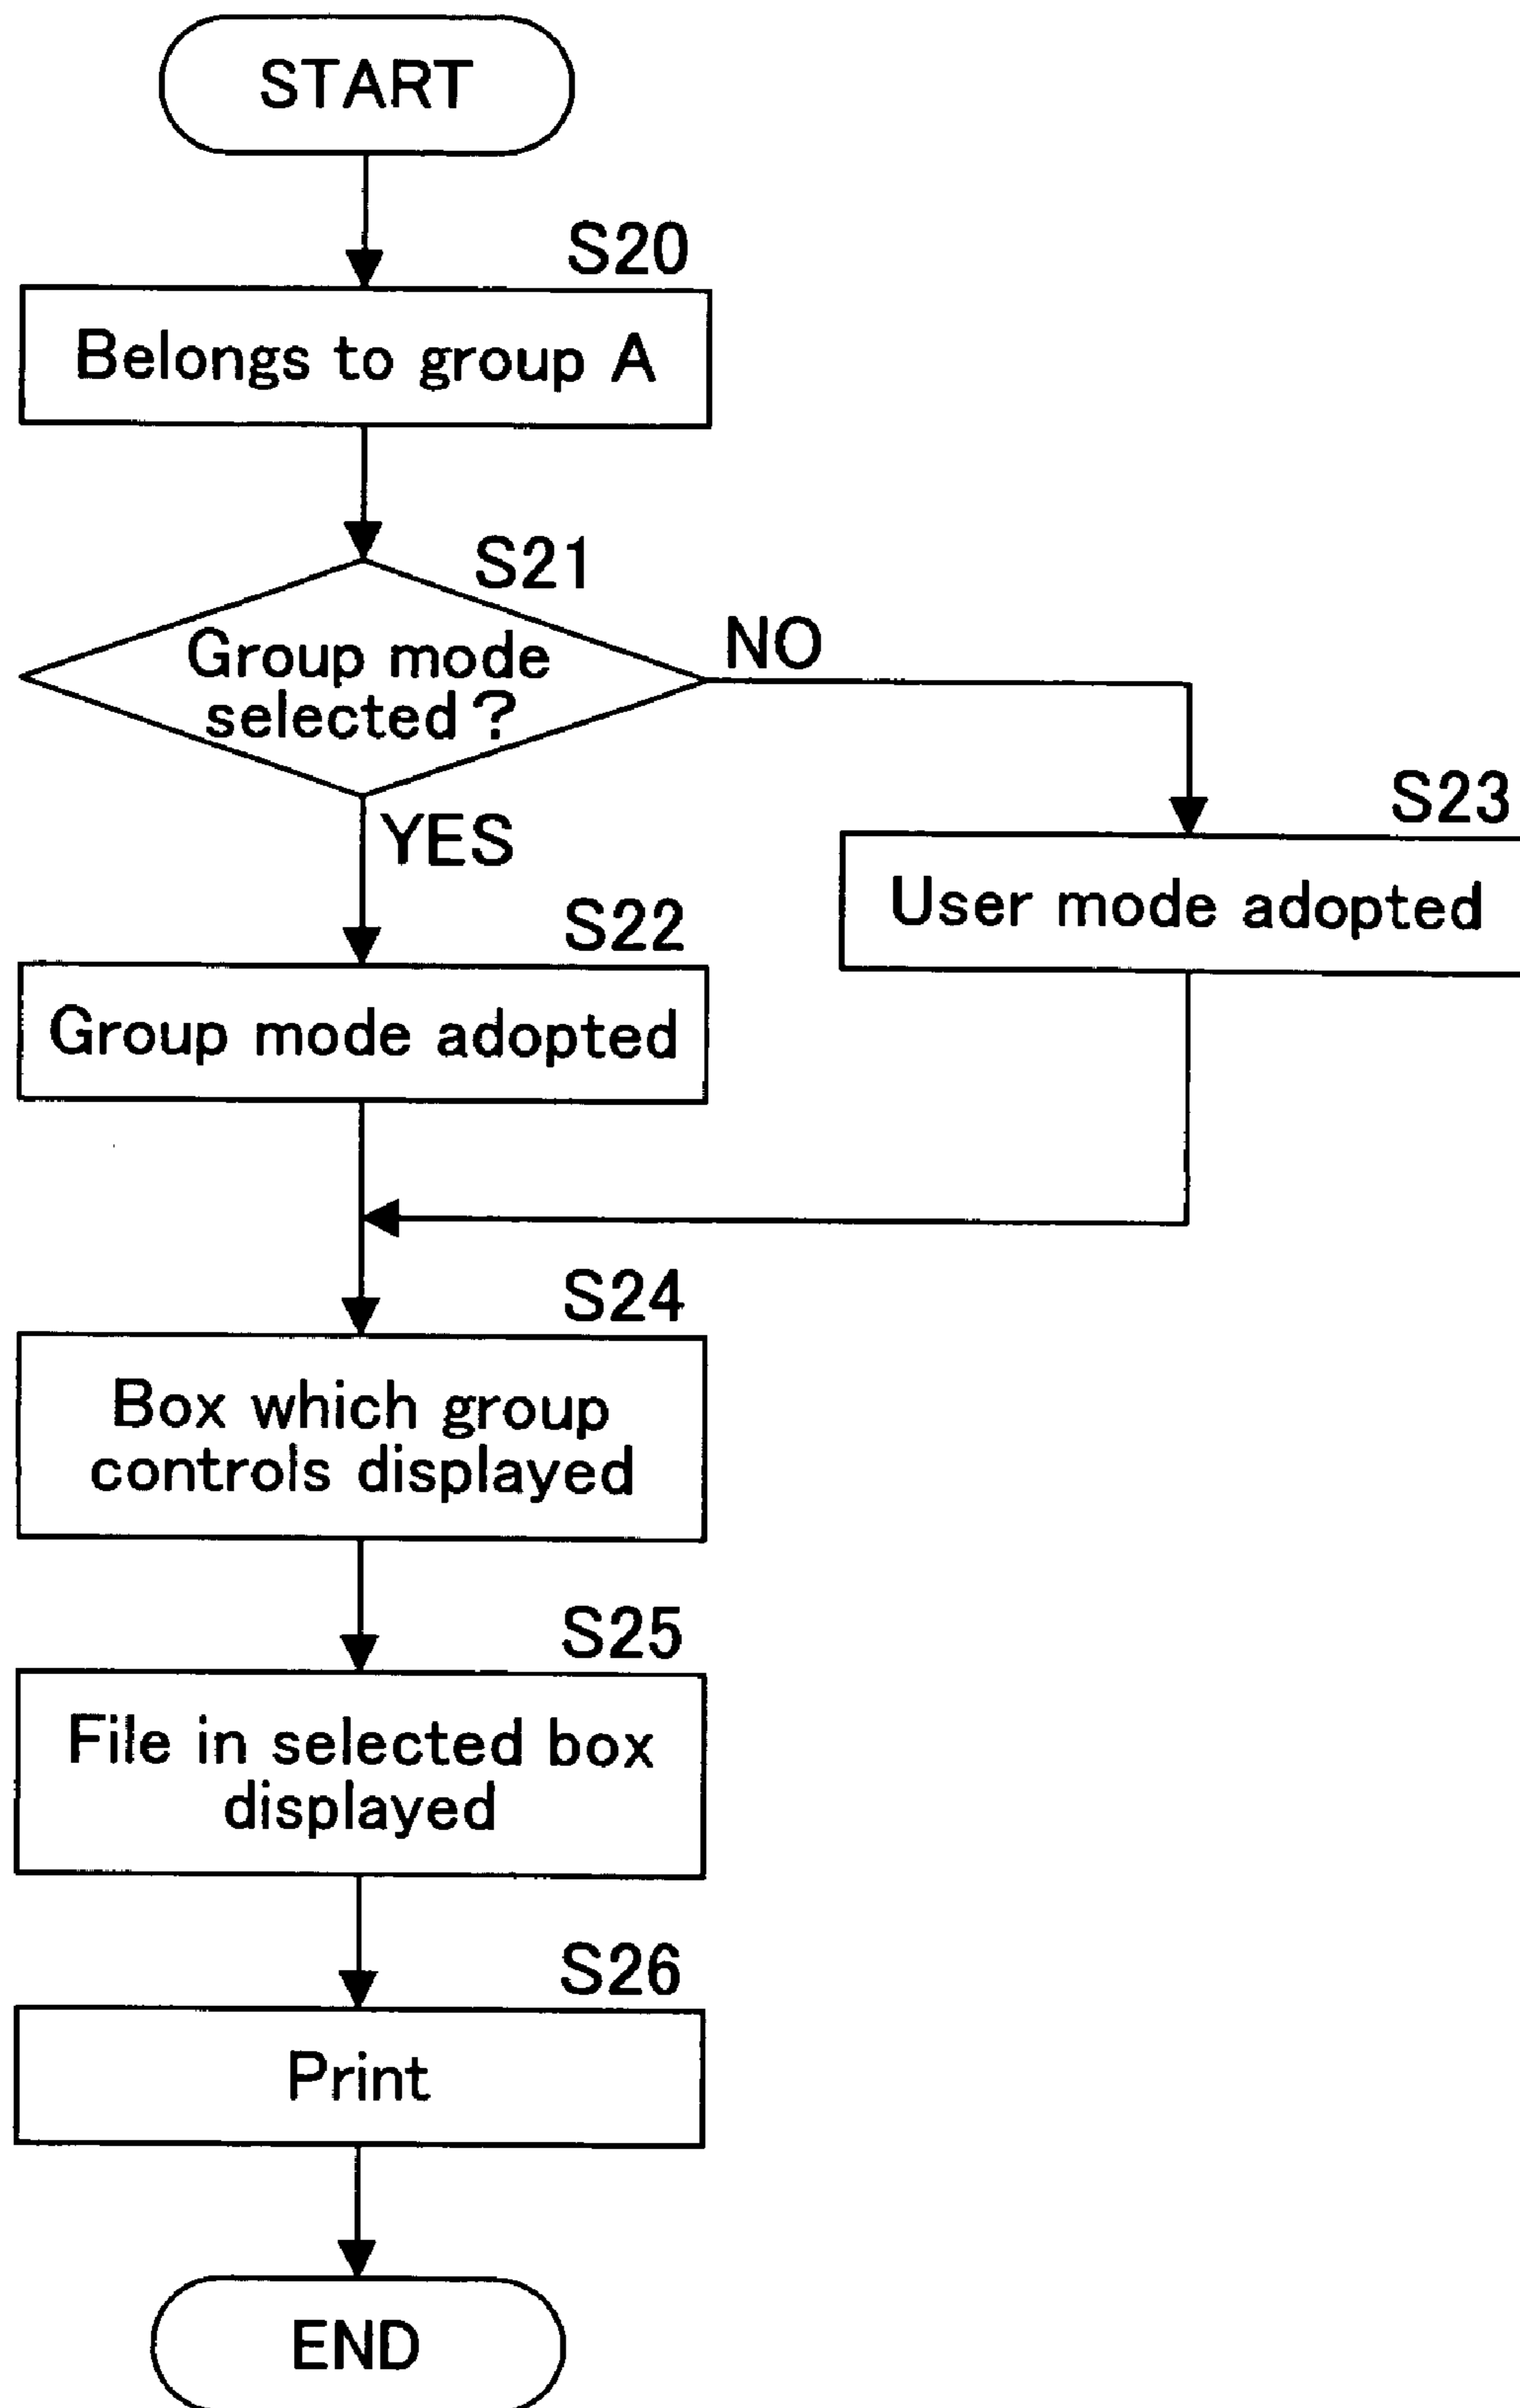 START
S20
Belongs to group A
S21
Group mode
selected ?
NO
YES
S23
User mode adopted
S22
Group mode adopted
S24
Box which group
controls displayed
S25
File in selected box
displayed
S26
Print
END